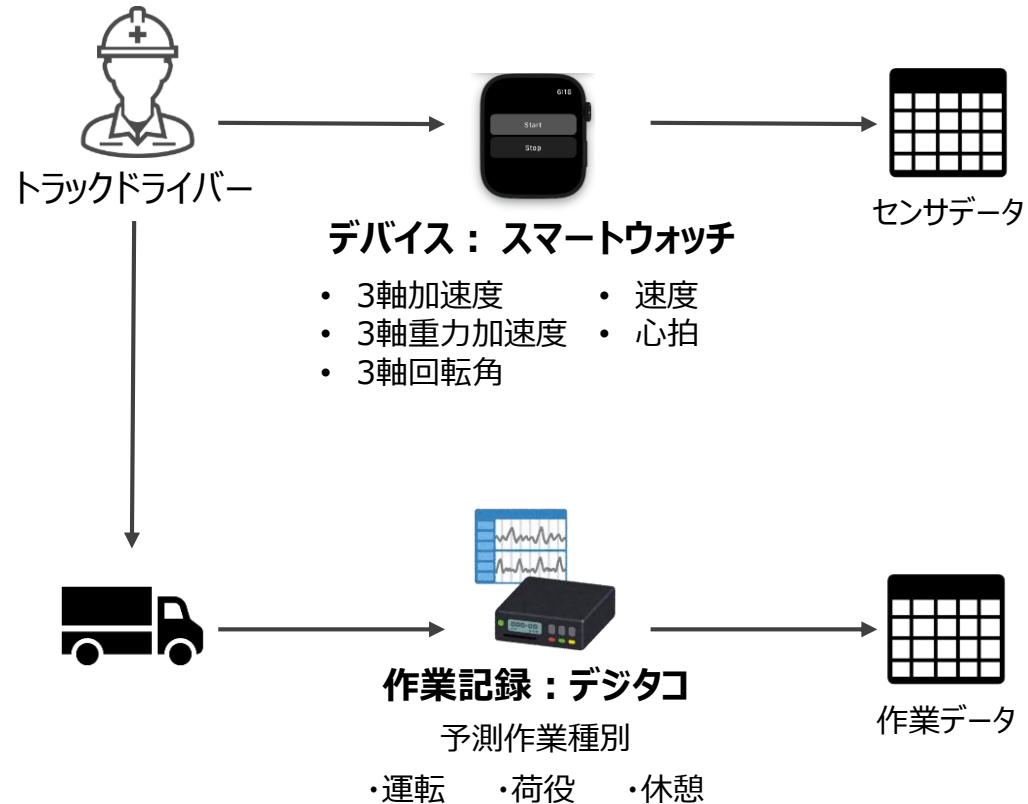 6:18
Start
Stop
トラックドライバー
センサデータ
デバイス： スマートウォッチ
• 3軸加速度
• 3軸重力加速度
• 3軸回転角
• 速度
• 心拍
作業記録：デジタコ
作業データ
予測作業種別
・運転 ・荷役 ・休憩